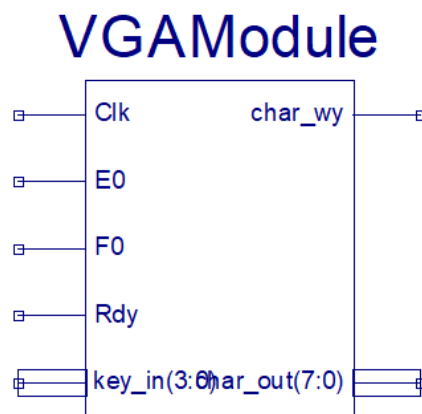 VGAModule
Clk char_wy
E0
F0
Rdy
key_in(3:0) char_out(7:0)